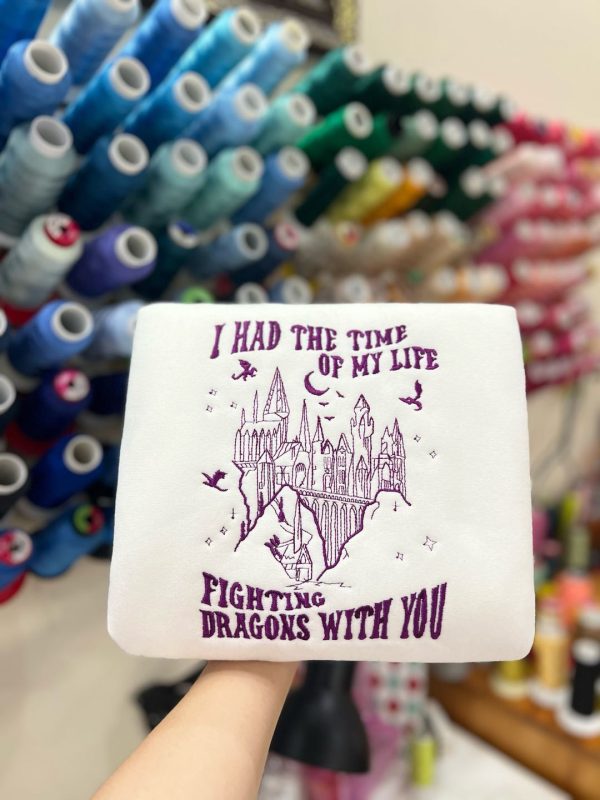 I HAD THE TIME
OF MY LIFE
FIGHTING
DRAGONS WITH YOU